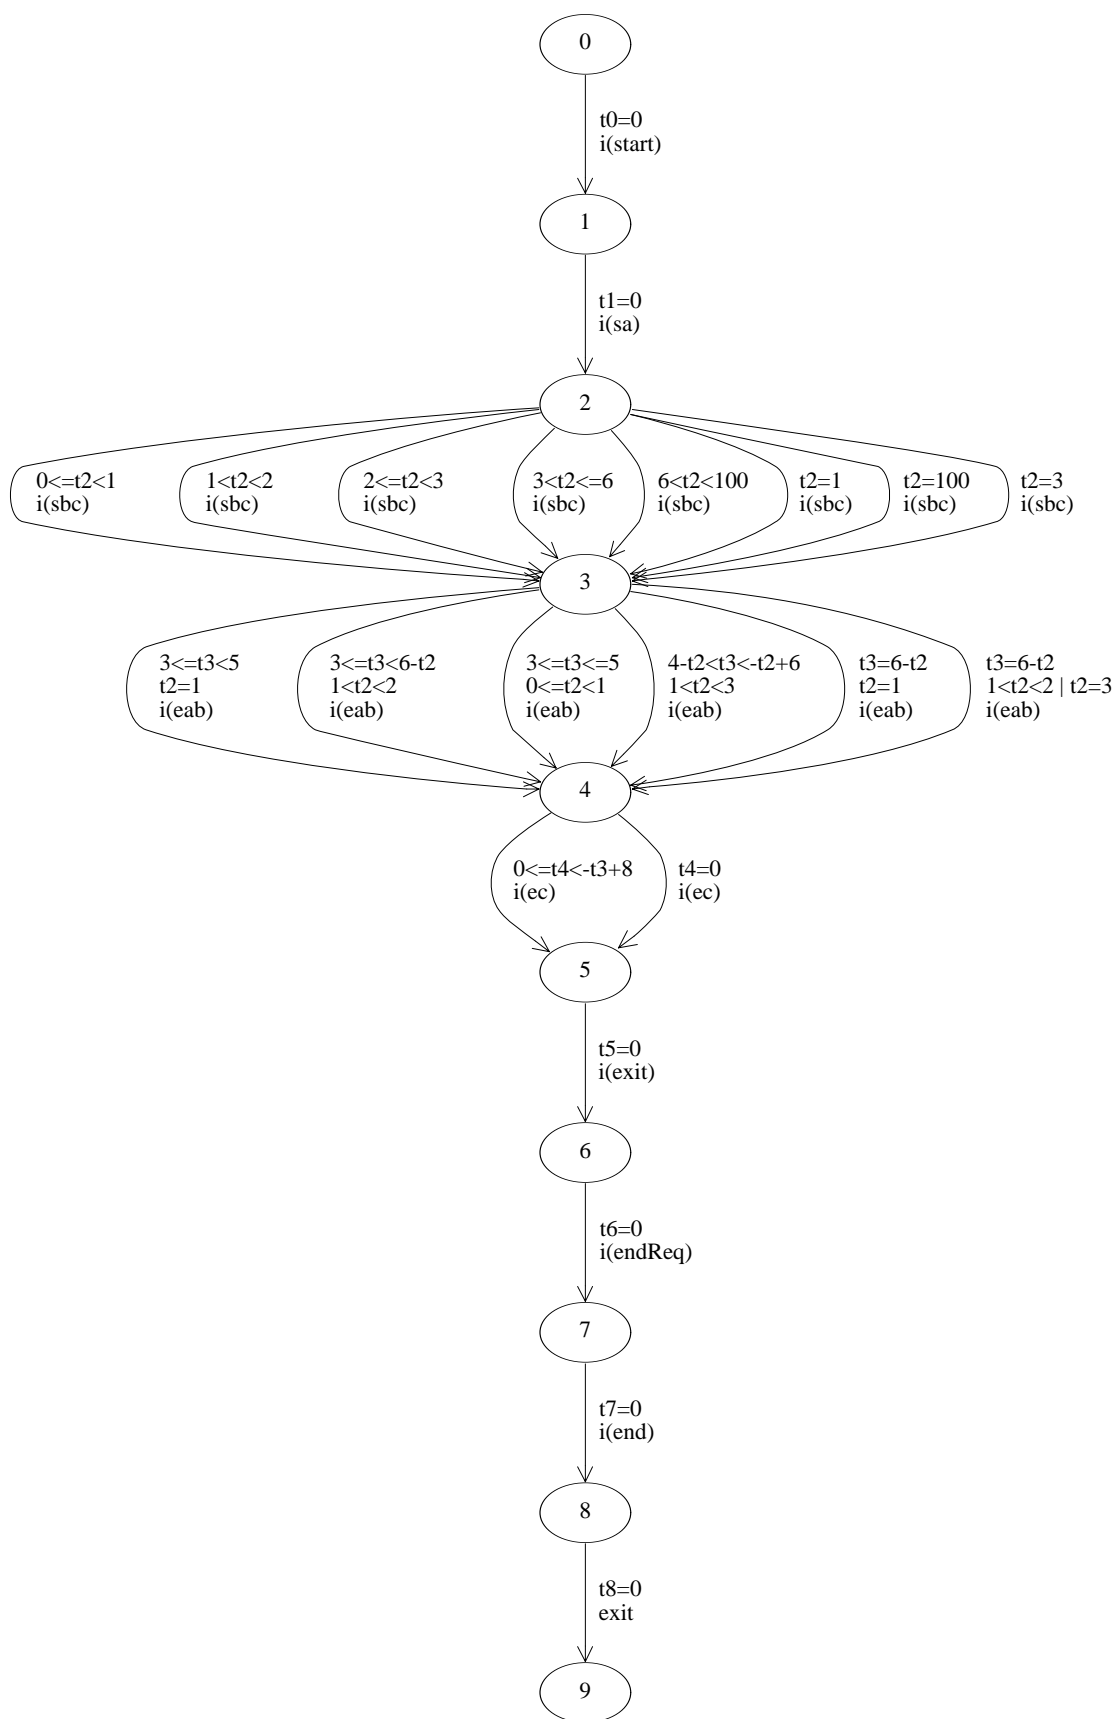 0
t0=0
i(start)
1
t1=0
i(sa)
2
0<=t2<1
i(sbc)
1<t2<2
i(sbc)
2<=t2<3
i(sbc)
3<t2<=6
i(sbc)
6<t2<100
i(sbc)
t2=1
i(sbc)
t2=100
i(sbc)
t2=3
i(sbc)
3
3<=t3<5
t2=1
i(eab)
3<=t3<6-t2
1<t2<2
i(eab)
3<=t3<=5
0<=t2<1
i(eab)
4-t2<t3<-t2+6
1<t2<3
i(eab)
t3=6-t2
t2=1
i(eab)
t3=6-t2
1<t2<2 | t2=3
i(eab)
4
0<=t4<-t3+8
i(ec)
t4=0
i(ec)
5
t5=0
i(exit)
6
t6=0
i(endReq)
7
t7=0
i(end)
8
t8=0
exit
9